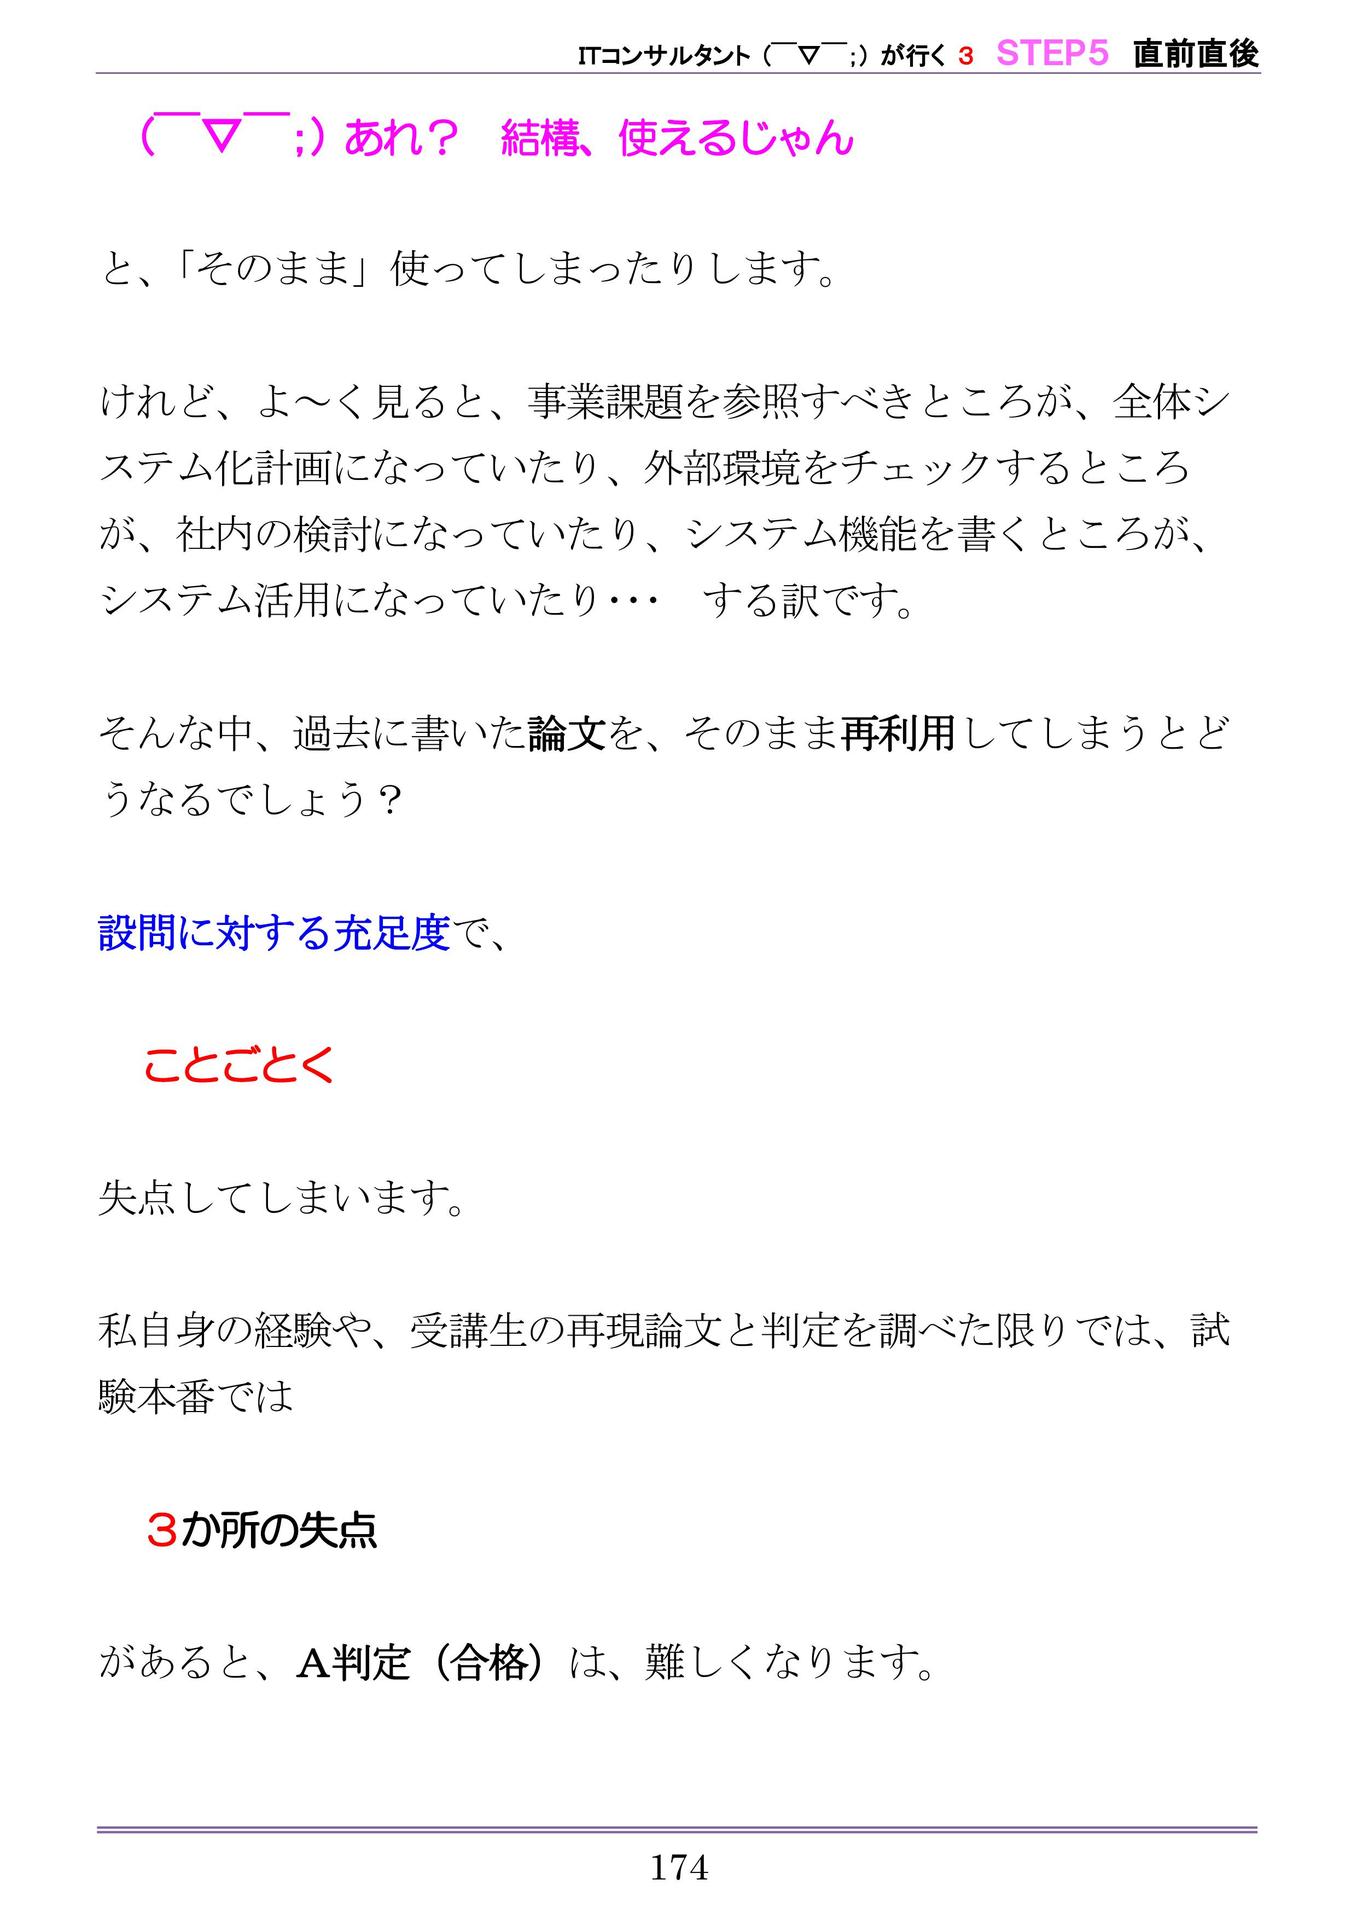 ITコンサルタント（￣▽￣；）が行く 3　STEP5　直前直後
（￣▽￣；）あれ？　結構、使えるじゃん
と、「そのまま」使ってしまったりします。
けれど、よ～く見ると、事業課題を参照すべきところが、全体シ
ステム化計画になっていたり、外部環境をチェックするところ
が、社内の検討になっていたり、システム機能を書くところが、
システム活用になっていたり･･･　する訳です。
そんな中、過去に書いた論文を、そのまま再利用してしまうとど
うなるでしょう？
設問に対する充足度で、
ことごとく
失点してしまいます。
私自身の経験や、受講生の再現論文と判定を調べた限りでは、試
験本番では
３か所の失点
があると、Ａ判定（合格）は、難しくなります。
174